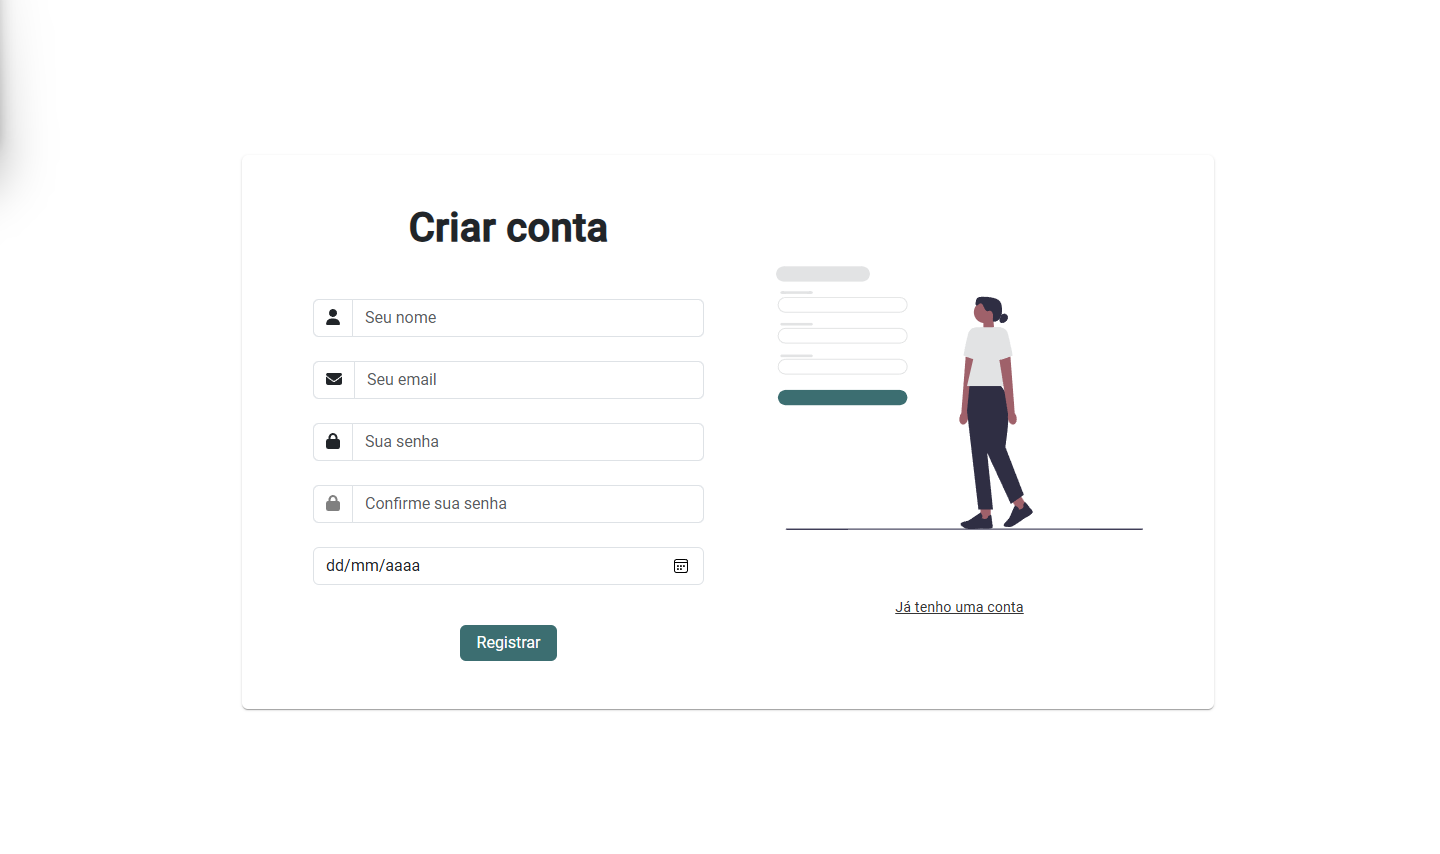 Criar conta
Seu nome
Seu email
Sua senha
Confirme sua senha
dd/mm/aaaa
Registrar
Já tenho uma conta